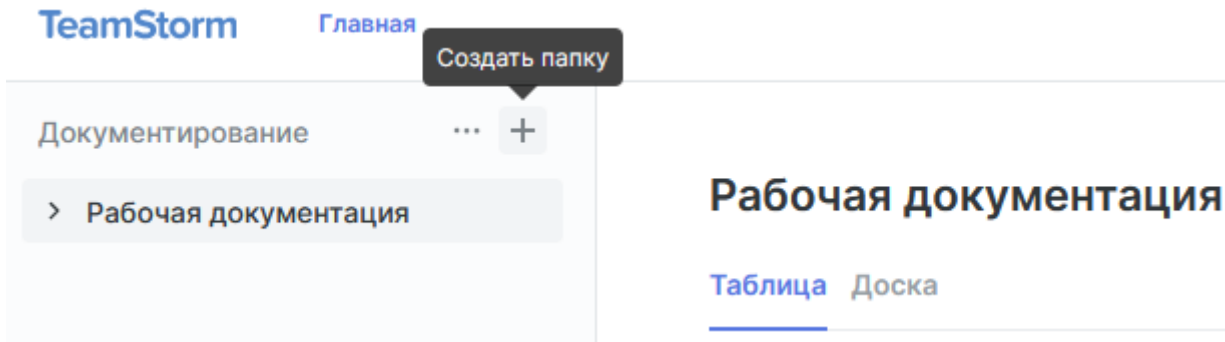 TeamStorm Главная
Создать папку
Документирование
Рабочая документация
Рабочая документация
Таблица Доска